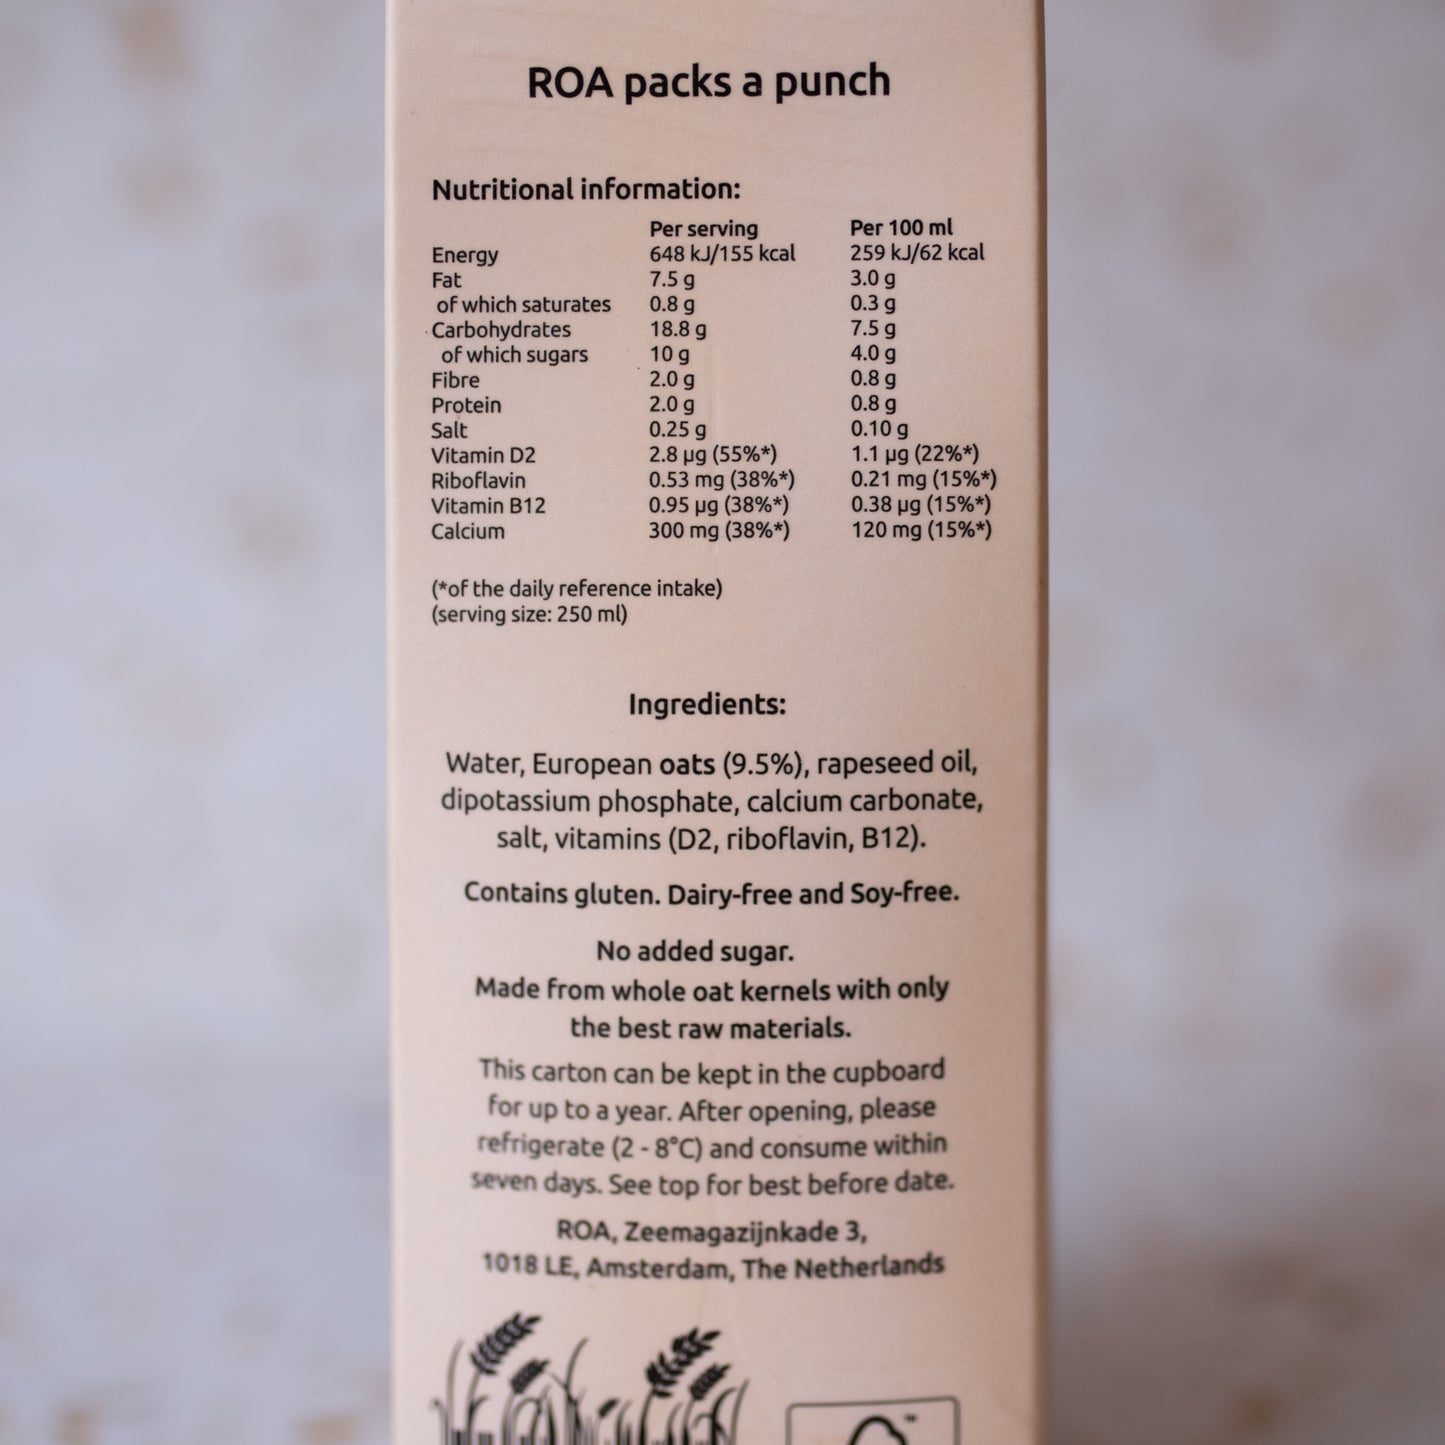 ROA packs a punch
Nutritional information:
Per serving Per 100 ml
Energy 648 kJ/155 kcal 259 kJ/62 kcal
Fat 7.5 g 3.0 g
of which saturates 0.8 g 0.3 g
Carbohydrates 18.8 g 7.5 g
of which sugars 10 g 4.0 g
Fibre 2.0 g 0.8 g
Protein 2.0 g 0.8 g
Salt 0.25 g 0.10 g
Vitamin D2 2.8 µg (55%*) 1.1 µg (22%*)
Riboflavin 0.53 mg (38%*) 0.21 mg (15%*)
Vitamin B12 0.95 µg (38%*) 0.38 µg (15%*)
Calcium 300 mg (38%*) 120 mg (15%*)
(*of the daily reference intake)
(serving size: 250 ml)
Ingredients:
Water, European oats (9.5%), rapeseed oil,
dipotassium phosphate, calcium carbonate,
salt, vitamins (D2, riboflavin, B12).
Contains gluten. Dairy-free and Soy-free.
No added sugar.
Made from whole oat kernels with only
the best raw materials.
This carton can be kept in the cupboard
for up to a year. After opening, please
refrigerate (2 - 8°C) and consume within
seven days. See top for best before date.
ROA, Zeemagazijnkade 3,
1018 LE, Amsterdam, The Netherlands
™